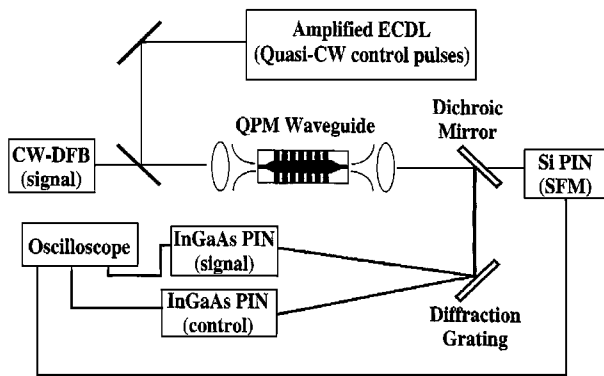 Amplified ECDL
(Quasi-CW control pulses)
QPM Waveguide
Dichroic
Mirror
CW-DFB
(signal)
Si PIN
(SFM)
Oscilloscope
InGaAs PIN
(signal)
InGaAs PIN
(control)
Diffraction
Grating